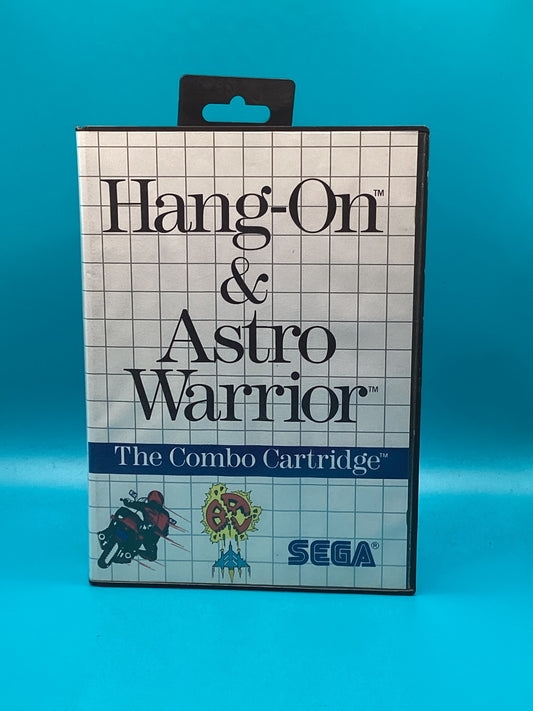 Hang-On™
&
Astro
Warrior™
The Combo Cartridge™
SEGA®